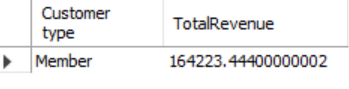 Customer
type
TotalRevenue
Member
164223.44400000002